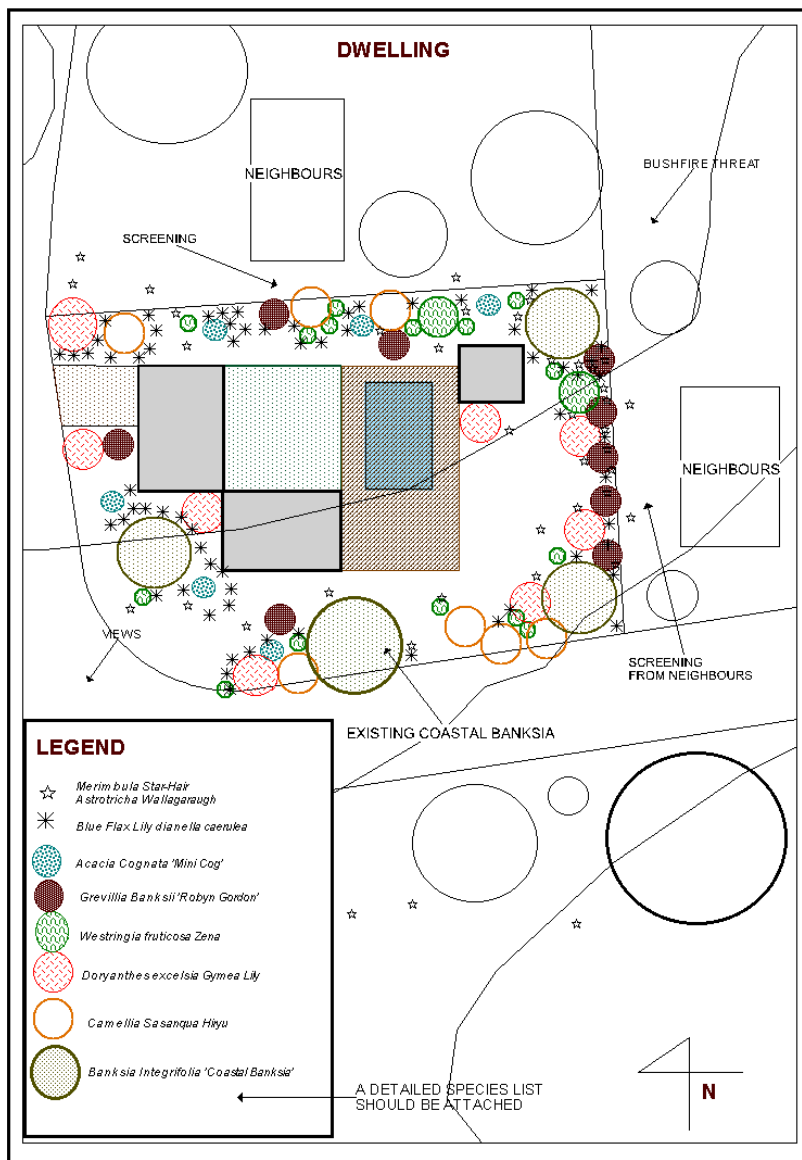 DWELLING
NEIGHBOURS
BUSHFIRE THREAT
SCREENING
NEIGHBOURS
VIEWS
SCREENING
FROM NEIGHBOURS
EXISTING COASTAL BANKSIA
LEGEND
Merimbula Star-Hair
Astrotricha Wallagaraugh
Blue Flax Lily dianella caerulea
Acacia Cognata 'Mini Cog'
Grevillia Banksii 'Robyn Gordon'
Westringia fruticosa Zena
Doryanthes excelsia Gymea Lily
Camellia Sasanqua Hiryu
Banksia Integrifolia 'Coastal Banksia'
A DETAILED SPECIES LIST
SHOULD BE ATTACHED
N